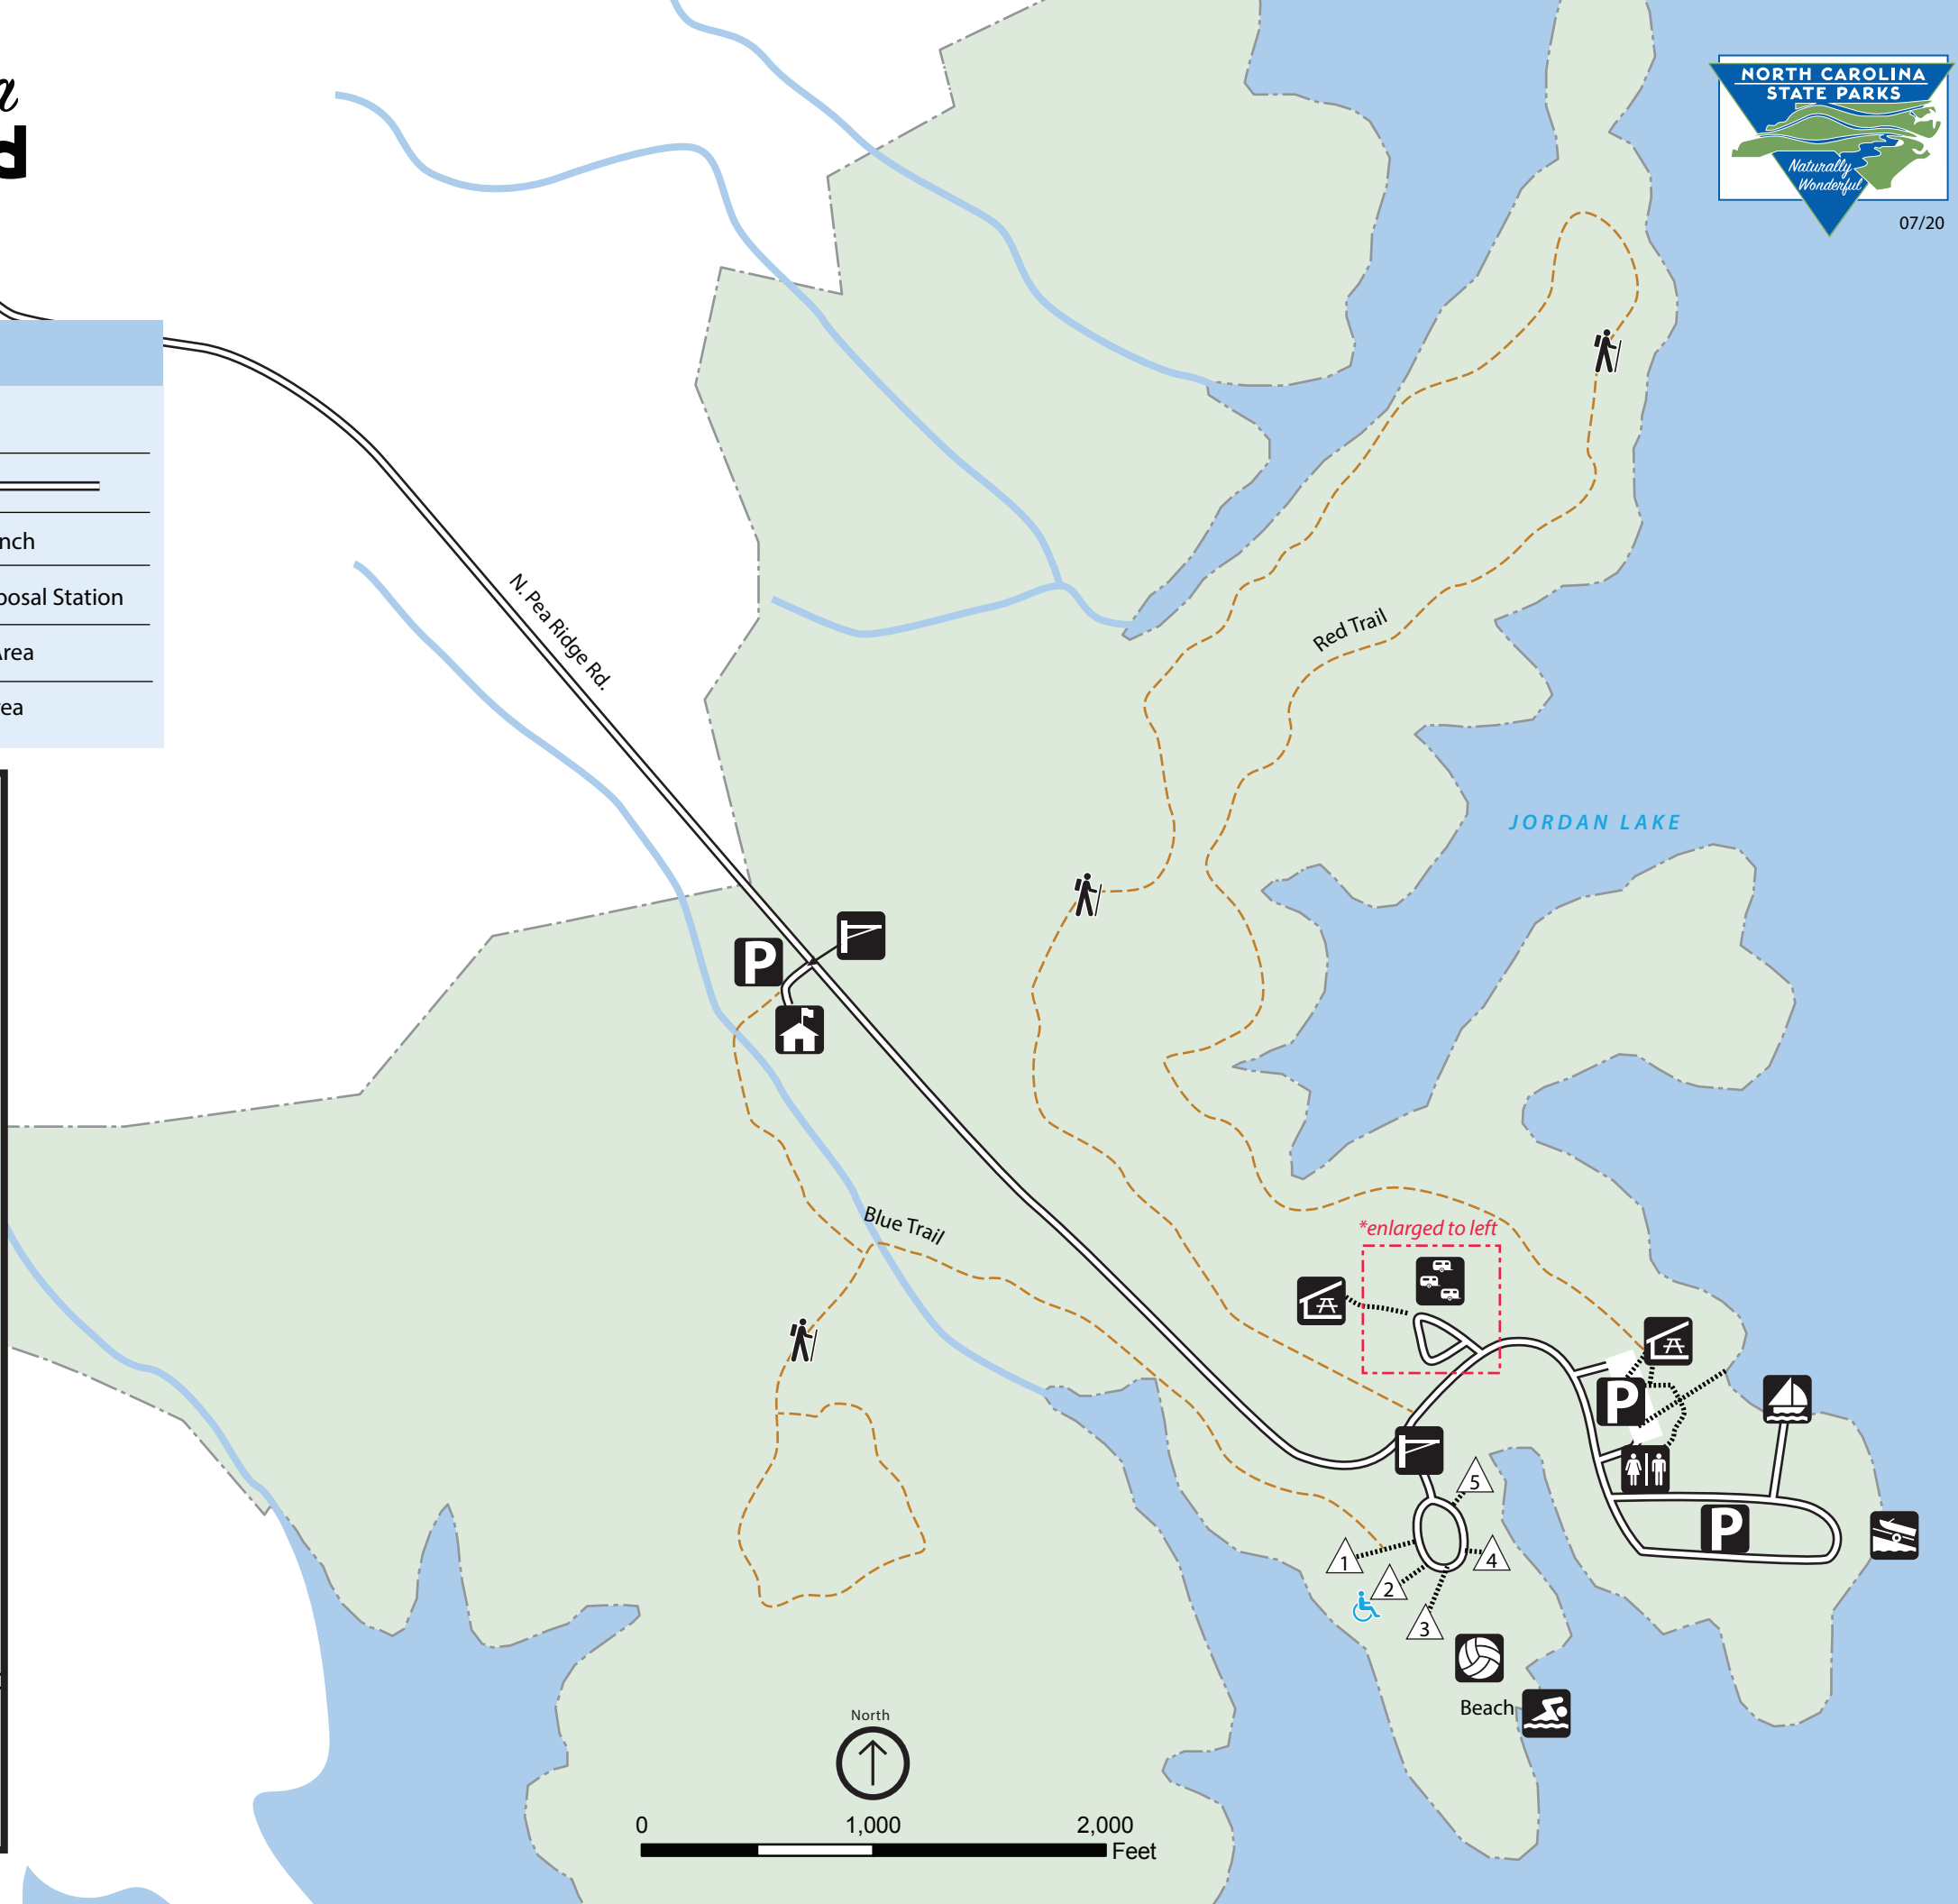 NORTH CAROLINA
STATE PARKS
Naturally
Wonderful
07/20
nch
posal Station
Area
rea
N. Pea Ridge Rd.
Red Trail
JORDAN LAKE
P
Blue Trail
*enlarged to left
P
P
5
1
4
2
3
Beach
North
0 1,000 2,000
Feet